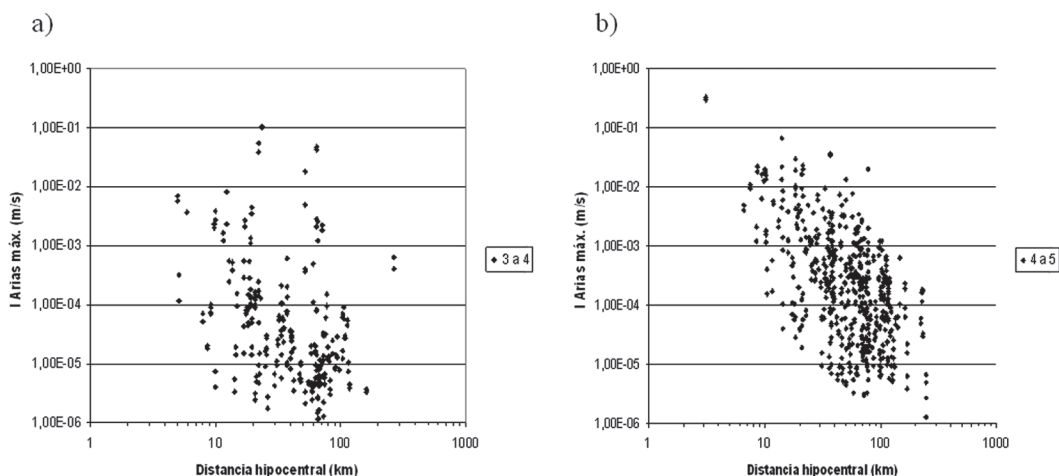 a)
1,00E+00
1,00E-01
1,00E-02
1,00E-03
1,00E-04
1,00E-05
1,00E-06
I Arias máx. (m/s)
1 10 100 1000
Distancia hipocentral (km)
3 a 4
b)
1,00E+00
1,00E-01
1,00E-02
1,00E-03
1,00E-04
1,00E-05
1,00E-06
I Arias máx. (m/s)
1 10 100 1000
Distancia hipocentral (km)
4 a 5